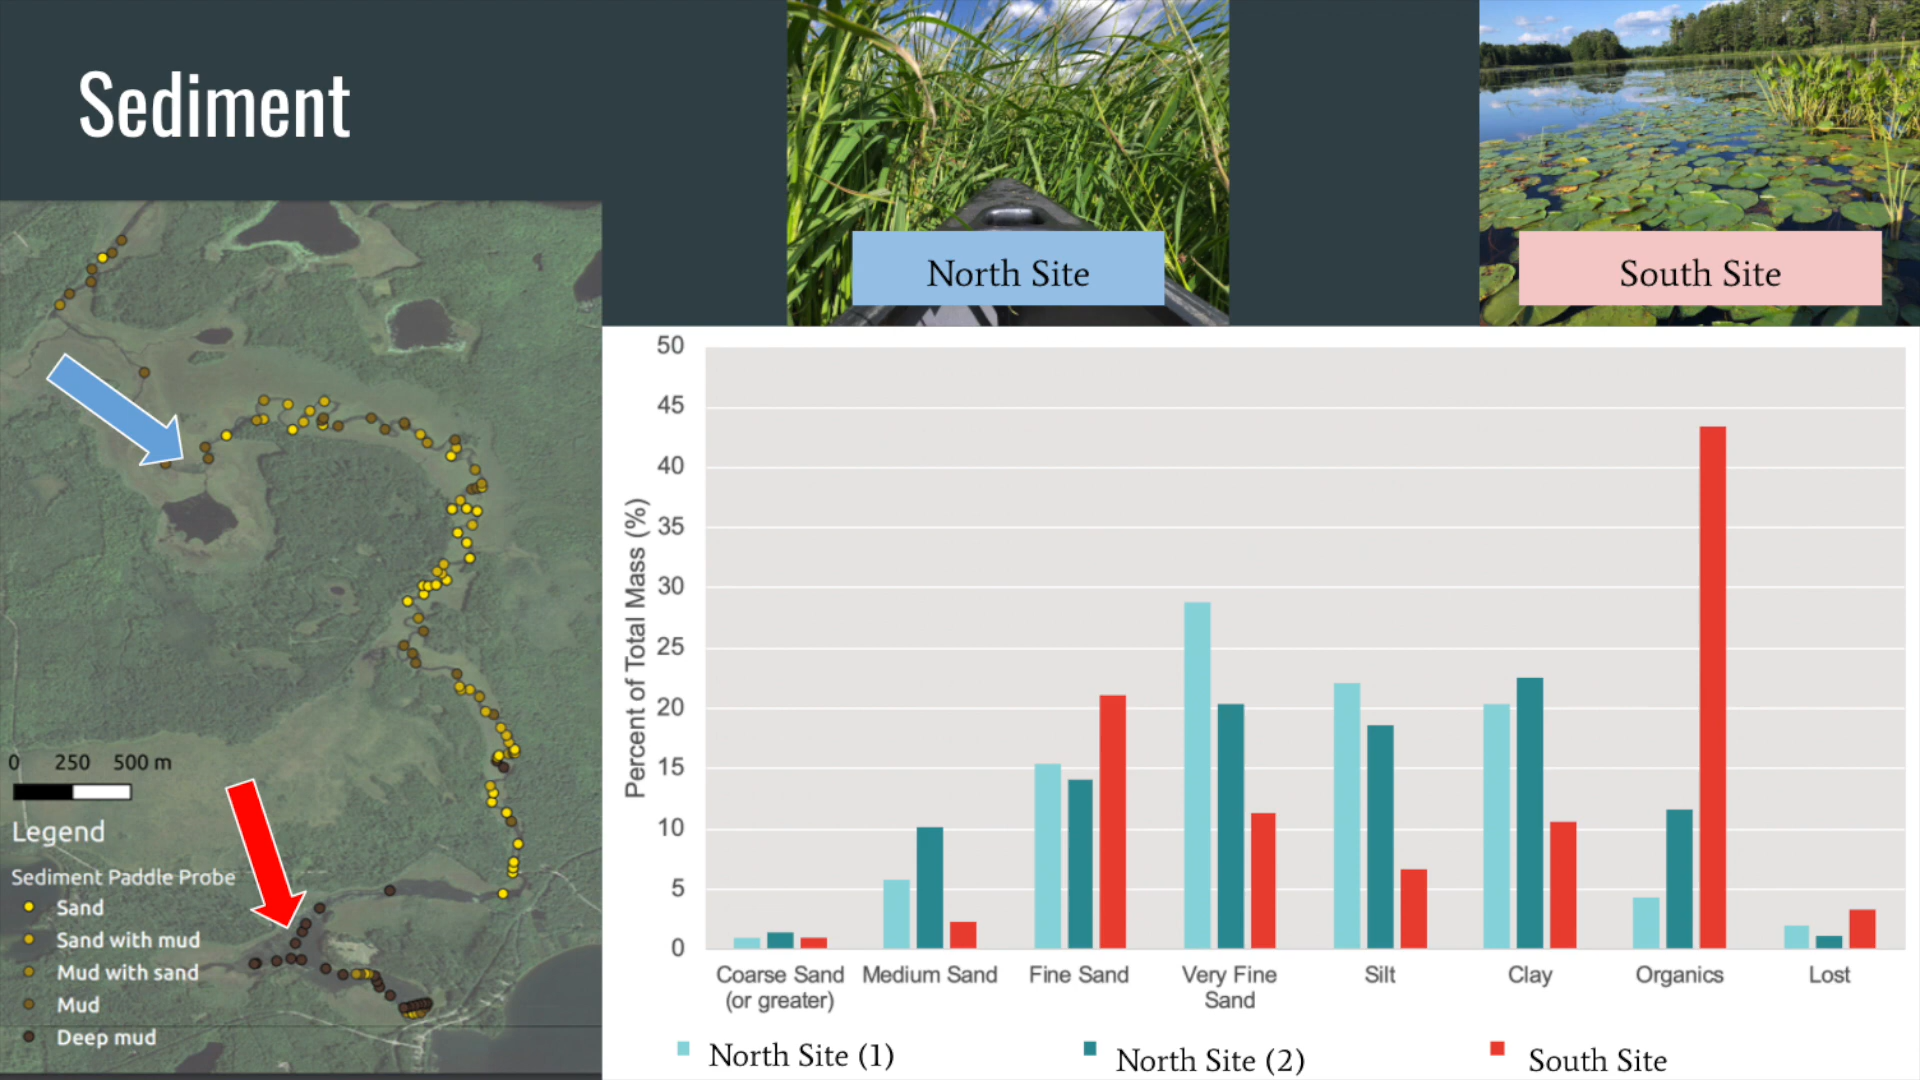 Sediment
North Site
South Site
0 250 500 m
Legend
Sediment Paddle Probe
Sand
Sand with mud
Mud with sand
Mud
Deep mud
Percent of Total Mass (%)
50
45
40
35
30
25
20
15
10
5
0
Coarse Sand Medium Sand Fine Sand Very Fine Silt Clay Organics Lost
(or greater) Sand
North Site (1) North Site (2) South Site